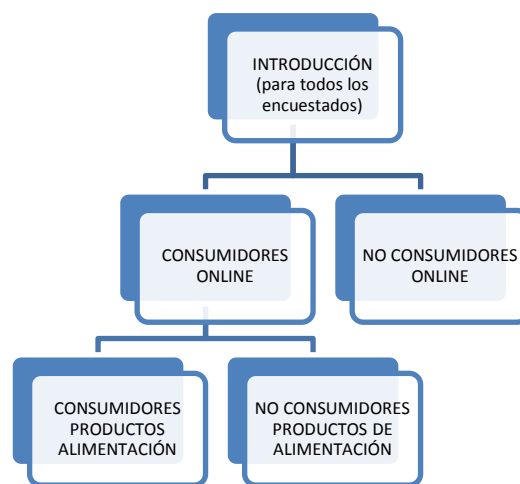 INTRODUCCIÓN
(para todos los
encuestados)
CONSUMIDORES
ONLINE
NO CONSUMIDORES
ONLINE
CONSUMIDORES
PRODUCTOS
ALIMENTACIÓN
NO CONSUMIDORES
PRODUCTOS DE
ALIMENTACIÓN